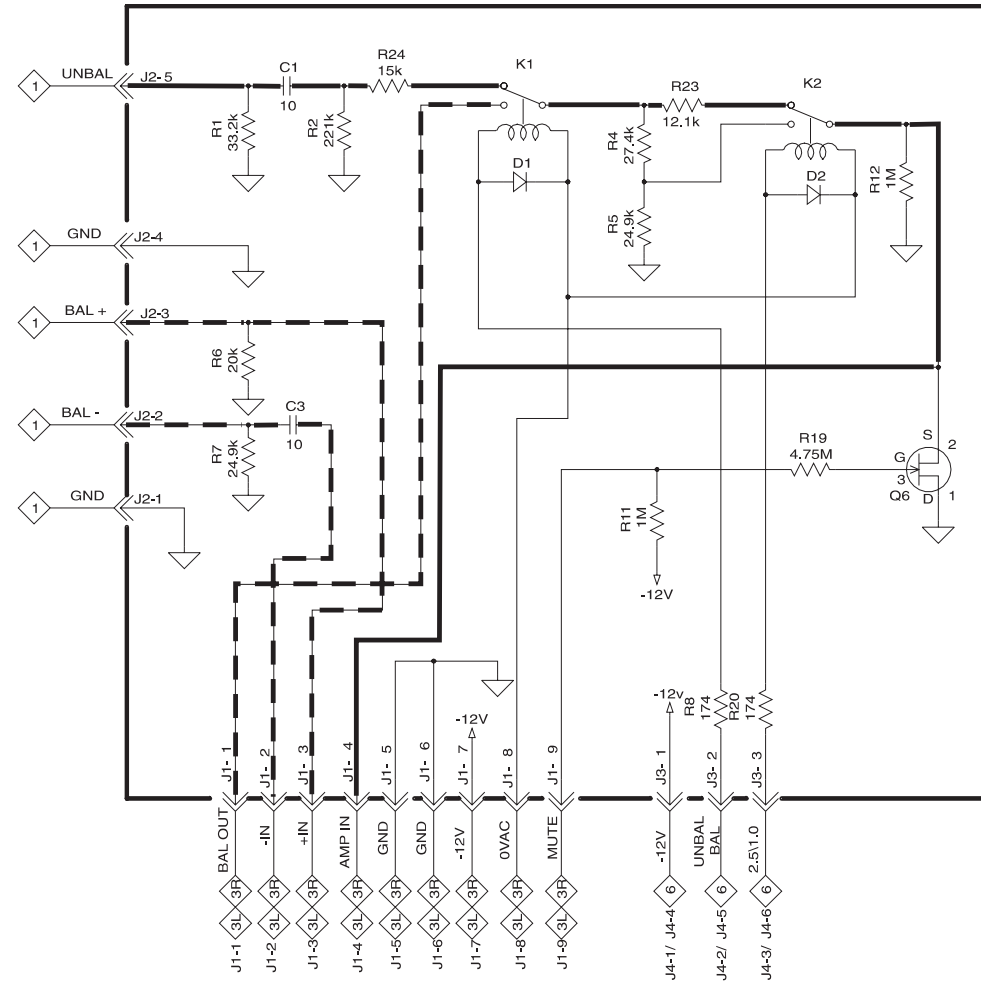 1 UNBAL J2-5
R24
15k
C1
10
R1
33.2k
R2
221k
K1
R23
12.1k
K2
R4
27.4k
R5
24.9k
D1
D2
R12
1M
1 GND J2-4
1 BAL + J2-3
R6
20k
1 BAL - J2-2
C3
10
R7
24.9k
1 GND J2-1
R19
4.75M
S
2
G
3
Q6
D
1
R11
1M
-12V
-12V
-12v
R8
174
R20
174
J1- 1
J1- 2
J1- 3
J1- 4
J1- 5
J1- 6
J1- 7
J1- 8
J1- 9
J3- 1
J3- 2
J3- 3
BAL OUT
-IN
+IN
AMP IN
GND
GND
-12V
0VAC
MUTE
-12V
UNBAL
BAL
2.5\1.0
3R 3R 3R 3R 3R 3R 3R 3R 3R 6 6 6
3L 3L 3L 3L 3L 3L 3L 3L 3L
J1-1
J1-2
J1-3
J1-4
J1-5
J1-6
J1-7
J1-8
J1-9
J4-1/ J4-4
J4-2/ J4-5
J4-3/ J4-6